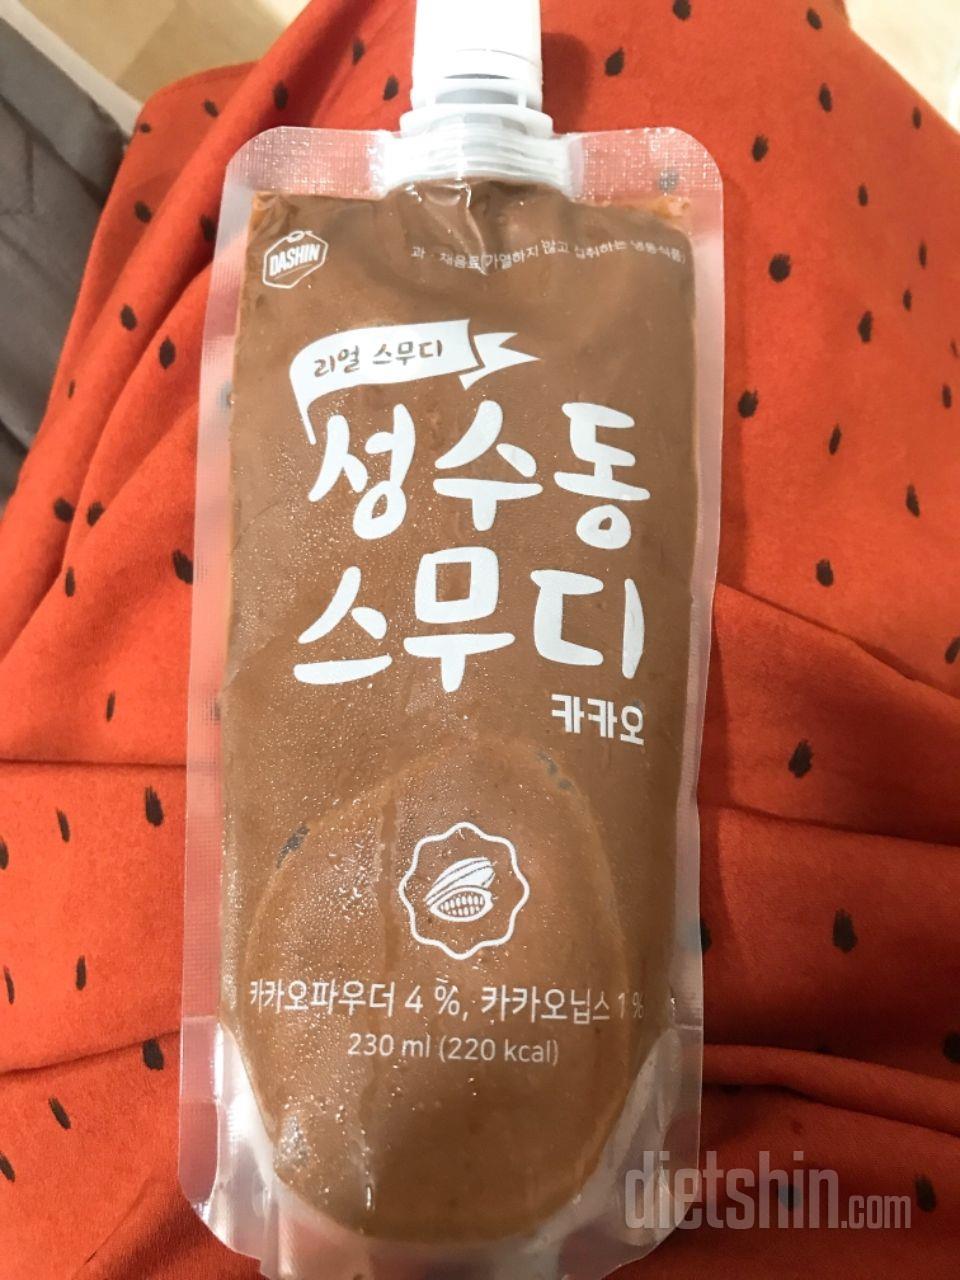 DASHIN
과·채음료(가열하지 않고 섭취하는 냉동식품)
리얼 스무디
성수동
스무디
카카오
카카오파우더 4 %, 카카오닙스 1 %
230 ml (220 kcal)
dietshin.com